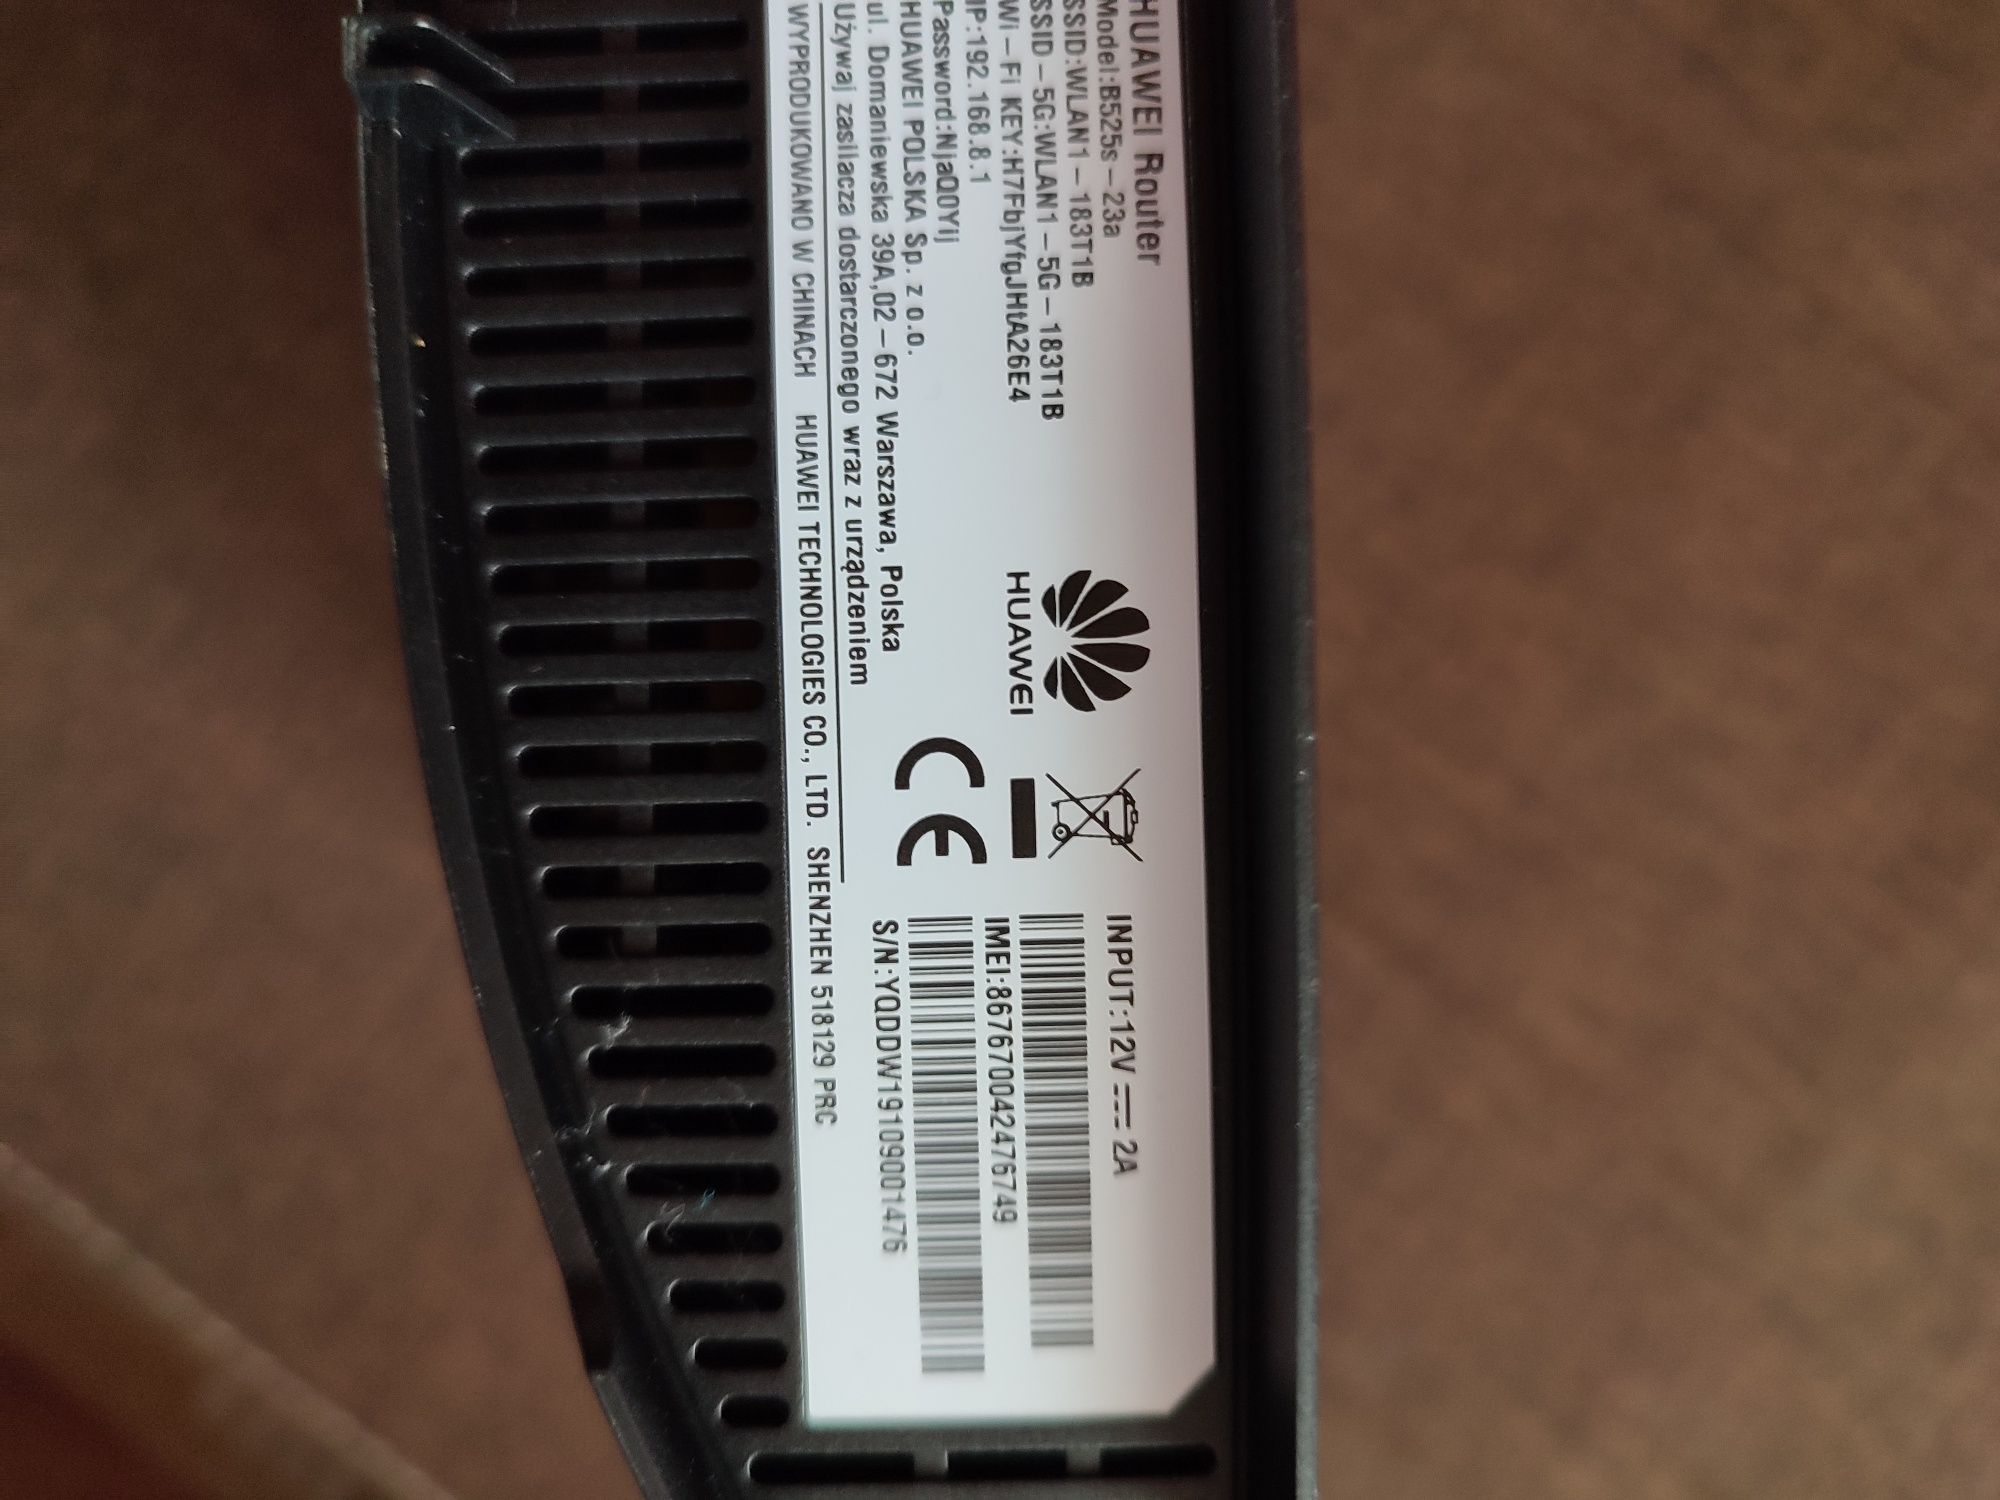 HUAWEI Router
Model:B525s-23a
SSID:WLAN1-183T1B
SSID-5G:WLAN1-5G-183T1B
Wi-Fi KEY:H7FbjYfgJHtA26E4
IP:192.168.8.1
Password:NjaQ0Yij
HUAWEI POLSKA Sp. z o.o.
ul. Domaniewska 39A,02-672 Warszawa, Polska
Używaj zasilacza dostarczonego wraz z urządzeniem
WYPRODUKOWANO W CHINACH HUAWEI TECHNOLOGIES CO., LTD. SHENZHEN 518129 PRC
HUAWEI
CE
INPUT:12V ⎓ 2A
IMEI:867670042476749
S/N:YQDDW19109001476